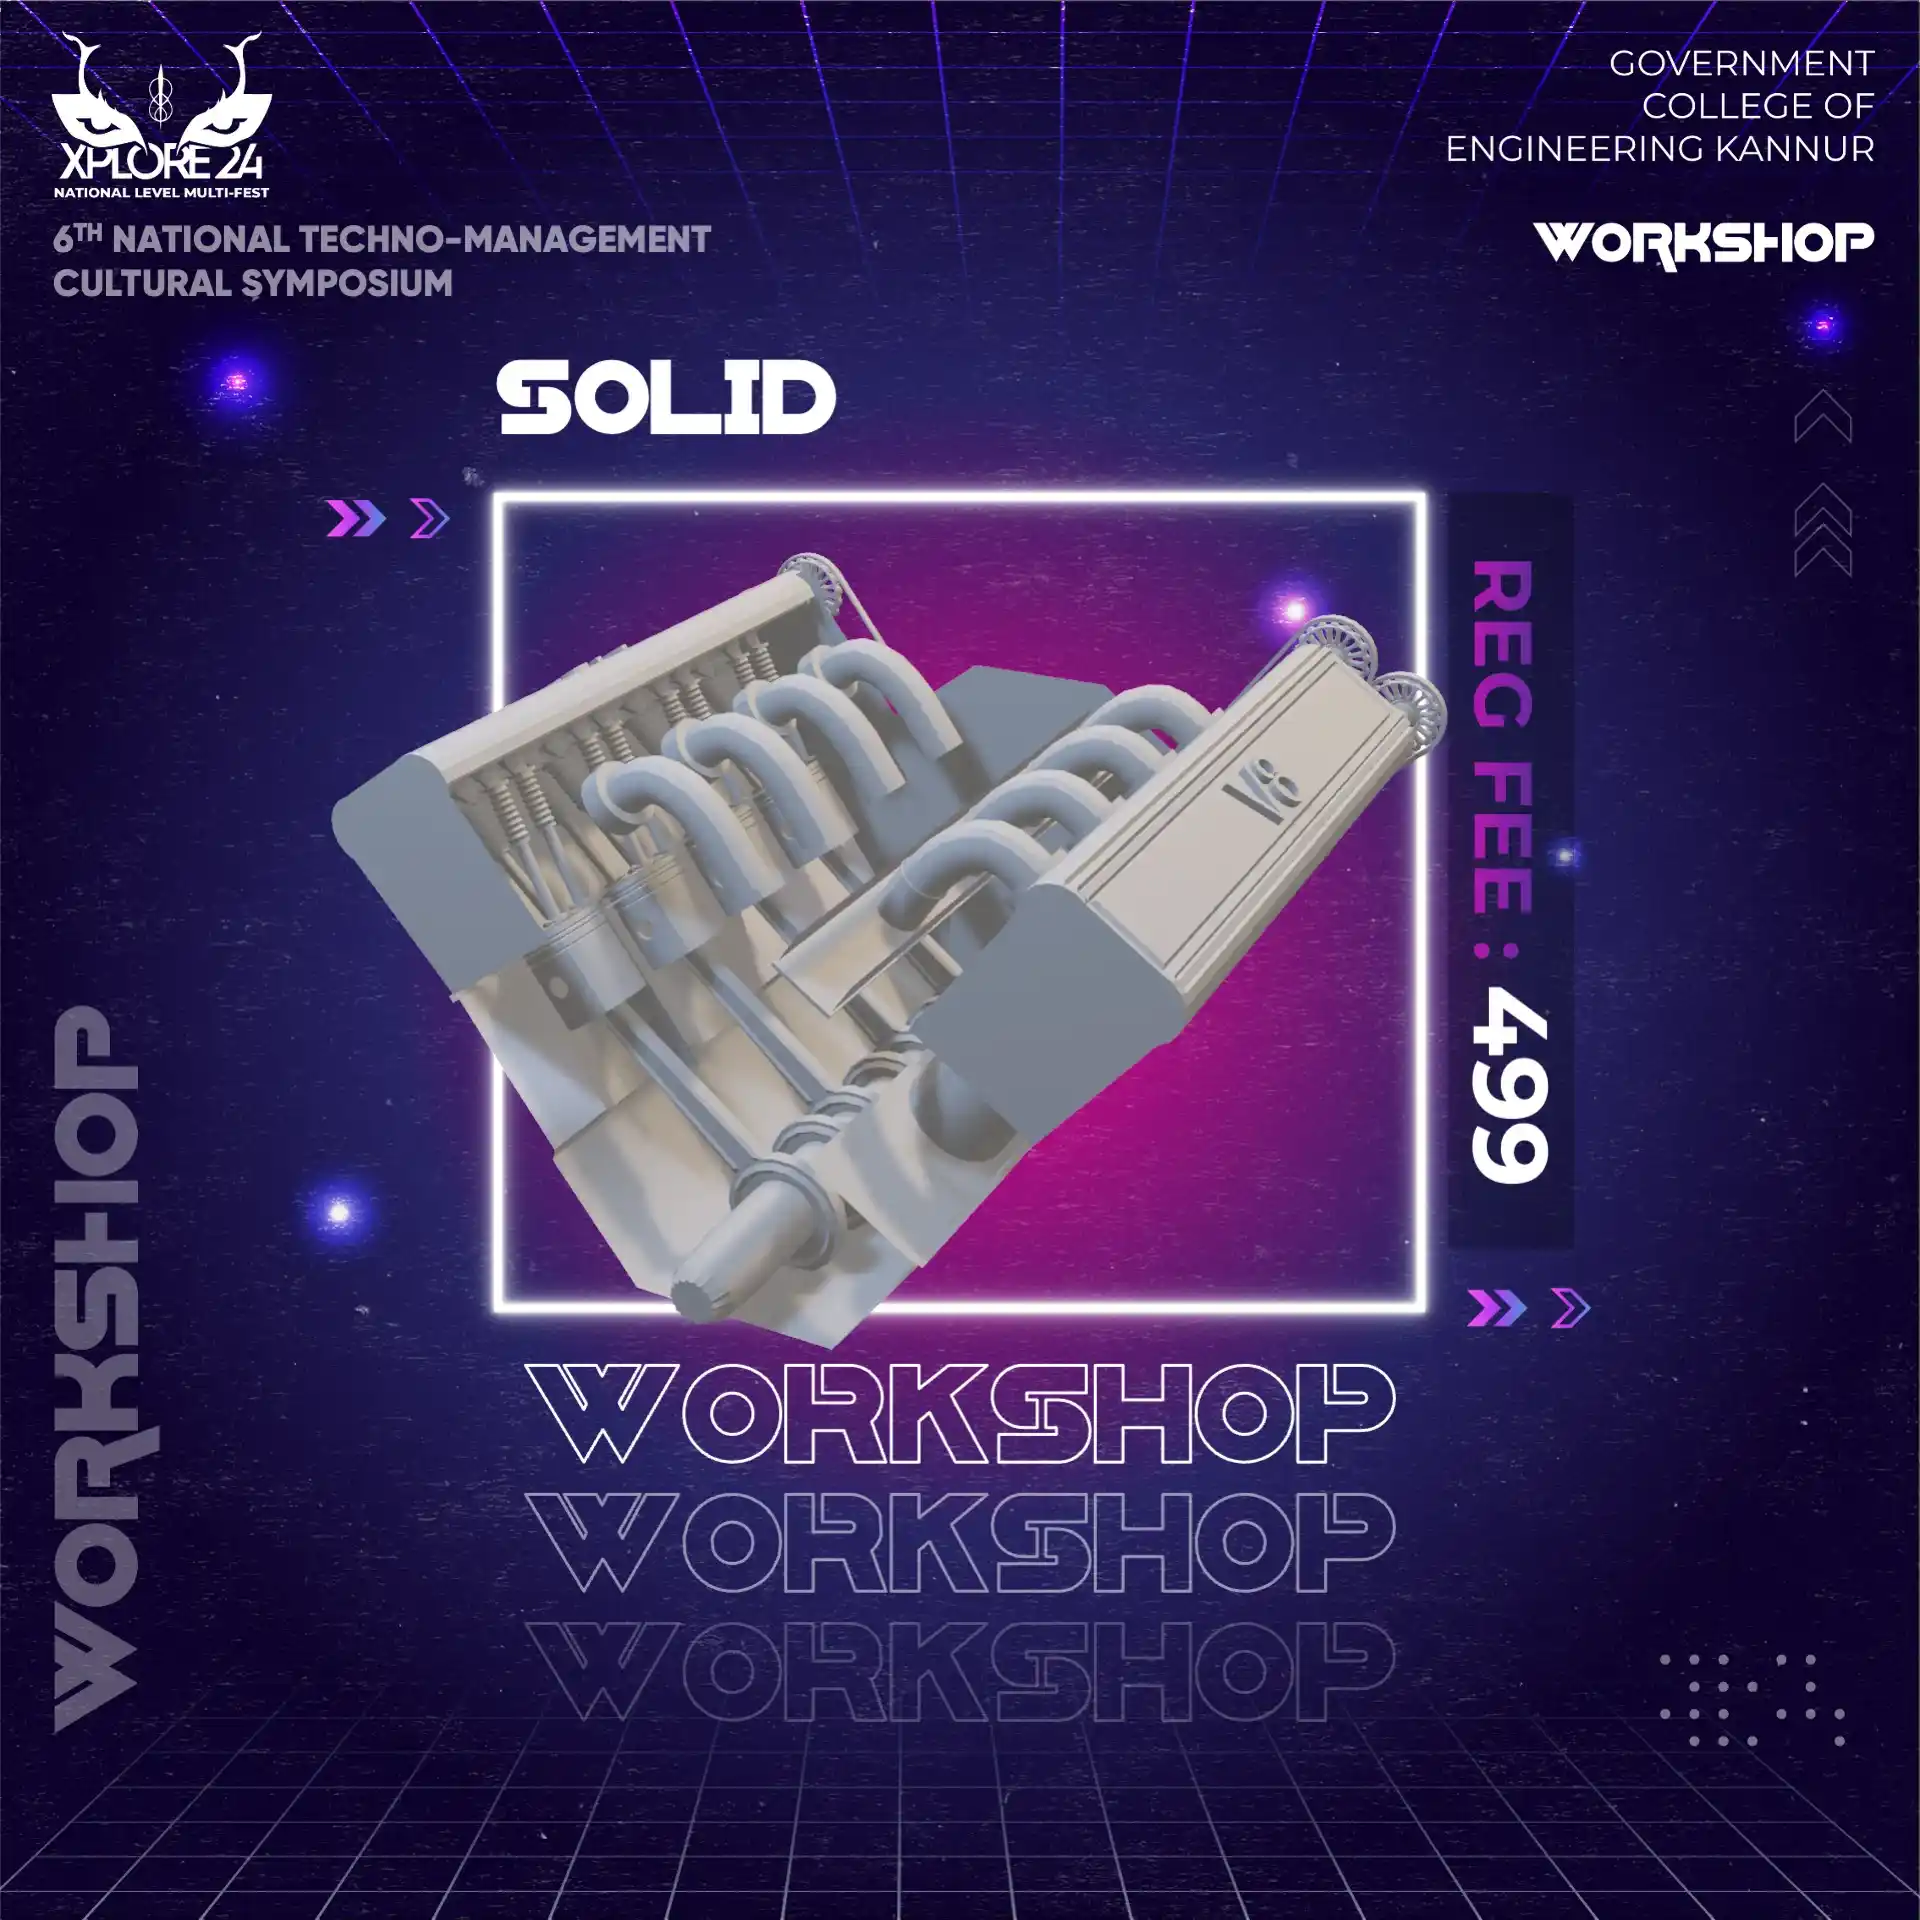 XPLORE 24
NATIONAL LEVEL MULTI-FEST
6TH NATIONAL TECHNO-MANAGEMENT
CULTURAL SYMPOSIUM
GOVERNMENT
COLLEGE OF
ENGINEERING KANNUR
WORKSHOP
SOLID
V8
REG FEE : 499
WORKSHOP
WORKSHOP
WORKSHOP
WORKSHOP